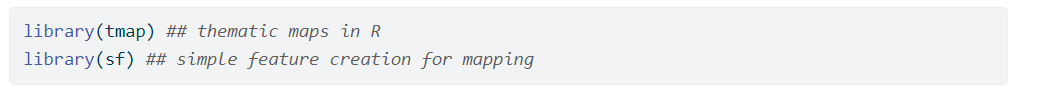 library(tmap) ## thematic maps in R
library(sf) ## simple feature creation for mapping